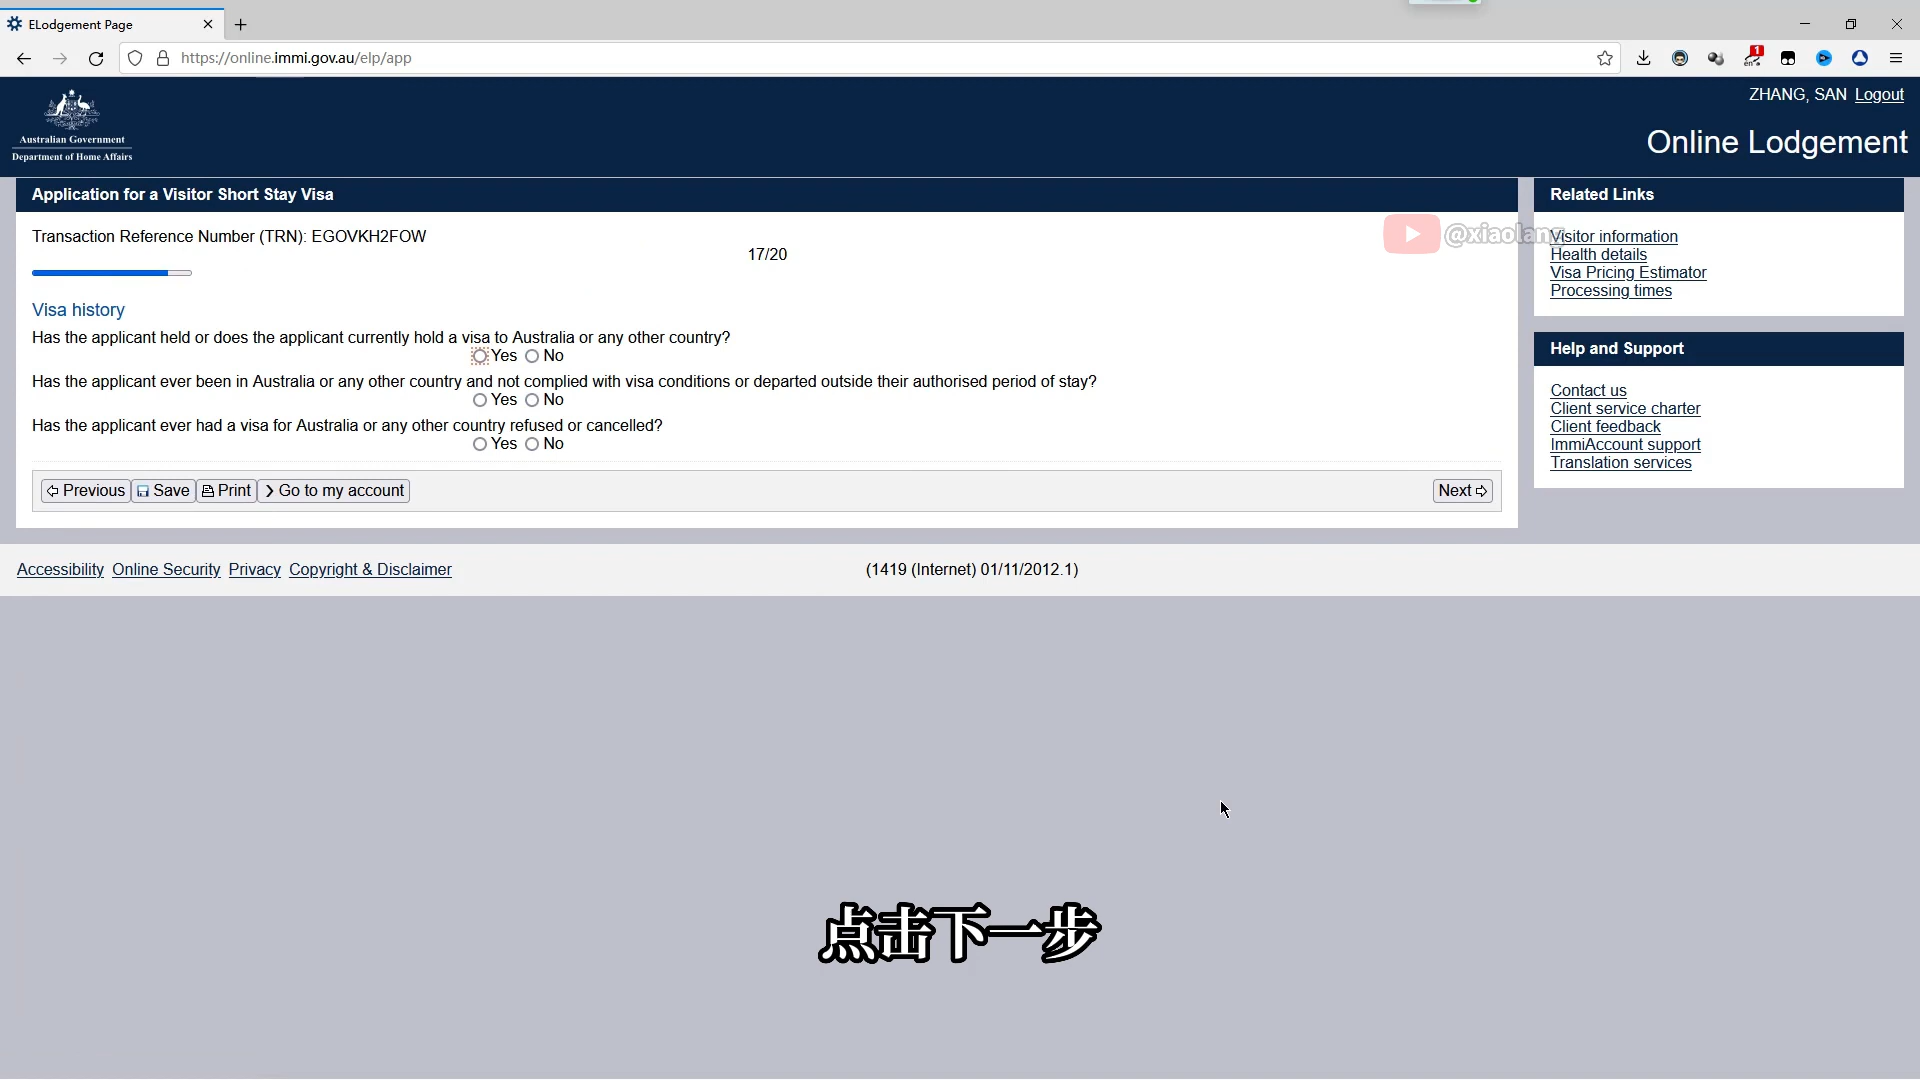 ELodgement Page
https://online.immi.gov.au/elp/app
1
en
ZHANG, SAN Logout
Australian Government
Department of Home Affairs
Online Lodgement
Application for a Visitor Short Stay Visa
Transaction Reference Number (TRN): EGOVKH2FOW
17/20
Visa history
Has the applicant held or does the applicant currently hold a visa to Australia or any other country?
Yes No
Has the applicant ever been in Australia or any other country and not complied with visa conditions or departed outside their authorised period of stay?
Yes No
Has the applicant ever had a visa for Australia or any other country refused or cancelled?
Yes No
Previous Save Print Go to my account Next
Related Links
@xiaolang
Visitor information
Health details
Visa Pricing Estimator
Processing times
Help and Support
Contact us
Client service charter
Client feedback
ImmiAccount support
Translation services
Accessibility Online Security Privacy Copyright & Disclaimer (1419 (Internet) 01/11/2012.1)
点击下一步